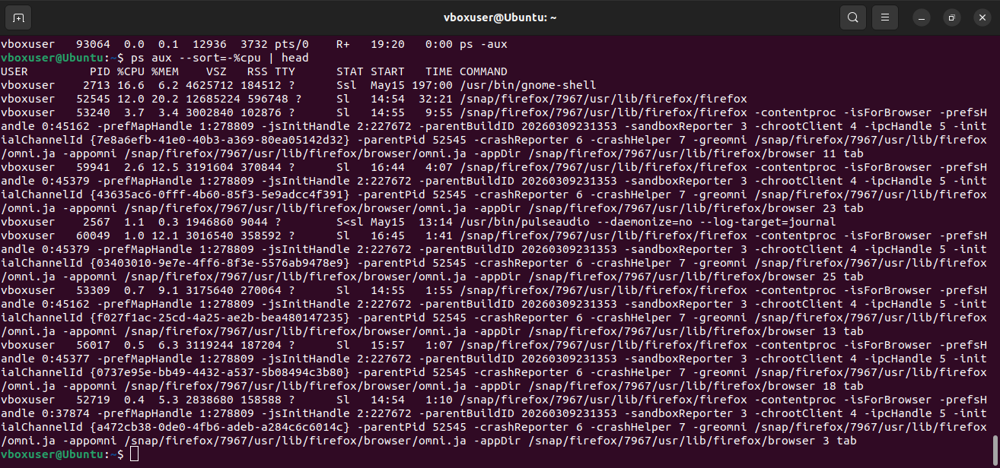 vboxuser@Ubuntu: ~
vboxuser   93064  0.0  0.1  12936  3732 pts/0    R+   19:20   0:00 ps -aux
vboxuser@Ubuntu:~$ ps aux --sort=-%cpu | head
USER         PID %CPU %MEM    VSZ   RSS TTY      STAT START   TIME COMMAND
vboxuser    2713 16.6  6.2 4625712 184512 ?      Ssl  May15 197:00 /usr/bin/gnome-shell
vboxuser   52545 12.0 20.2 12685224 596748 ?     Sl   14:54  32:21 /snap/firefox/7967/usr/lib/firefox/firefox
vboxuser   53240  3.7  3.4 3002840 102876 ?      Sl   14:55   9:55 /snap/firefox/7967/usr/lib/firefox/firefox -contentproc -isForBrowser -prefsH
andle 0:45162 -prefMapHandle 1:278809 -jsInitHandle 2:227672 -parentBuildID 20260309231353 -sandboxReporter 3 -chrootClient 4 -ipcHandle 5 -init
ialChannelId {7e8a6efb-41e0-40b3-a369-80ea05142d32} -parentPid 52545 -crashReporter 6 -crashHelper 7 -greomni /snap/firefox/7967/usr/lib/firefox
/omni.ja -appomni /snap/firefox/7967/usr/lib/firefox/browser/omni.ja -appDir /snap/firefox/7967/usr/lib/firefox/browser 11 tab
vboxuser   59941  2.6 12.5 3191604 370844 ?      Sl   16:44   4:07 /snap/firefox/7967/usr/lib/firefox/firefox -contentproc -isForBrowser -prefsH
andle 0:45379 -prefMapHandle 1:278809 -jsInitHandle 2:227672 -parentBuildID 20260309231353 -sandboxReporter 3 -chrootClient 4 -ipcHandle 5 -init
ialChannelId {43635ac6-0fff-4b60-85f3-5e9adcc4f391} -parentPid 52545 -crashReporter 6 -crashHelper 7 -greomni /snap/firefox/7967/usr/lib/firefox
/omni.ja -appomni /snap/firefox/7967/usr/lib/firefox/browser/omni.ja -appDir /snap/firefox/7967/usr/lib/firefox/browser 23 tab
vboxuser    2567  1.1  0.3 1946860 9044 ?        S<sl May15  13:14 /usr/bin/pulseaudio --daemonize=no --log-target=journal
vboxuser   60049  1.0 12.1 3016540 358592 ?      Sl   16:45   1:41 /snap/firefox/7967/usr/lib/firefox/firefox -contentproc -isForBrowser -prefsH
andle 0:45379 -prefMapHandle 1:278809 -jsInitHandle 2:227672 -parentBuildID 20260309231353 -sandboxReporter 3 -chrootClient 4 -ipcHandle 5 -init
ialChannelId {03403010-9e7e-4ff6-8f3e-5576ab9478e9} -parentPid 52545 -crashReporter 6 -crashHelper 7 -greomni /snap/firefox/7967/usr/lib/firefox
/omni.ja -appomni /snap/firefox/7967/usr/lib/firefox/browser/omni.ja -appDir /snap/firefox/7967/usr/lib/firefox/browser 25 tab
vboxuser   53309  0.7  9.1 3175640 270064 ?      Sl   14:55   1:55 /snap/firefox/7967/usr/lib/firefox/firefox -contentproc -isForBrowser -prefsH
andle 0:45162 -prefMapHandle 1:278809 -jsInitHandle 2:227672 -parentBuildID 20260309231353 -sandboxReporter 3 -chrootClient 4 -ipcHandle 5 -init
ialChannelId {f027f1ac-25cd-4a25-ae2b-bea480147235} -parentPid 52545 -crashReporter 6 -crashHelper 7 -greomni /snap/firefox/7967/usr/lib/firefox
/omni.ja -appomni /snap/firefox/7967/usr/lib/firefox/browser/omni.ja -appDir /snap/firefox/7967/usr/lib/firefox/browser 13 tab
vboxuser   56017  0.5  6.3 3119244 187204 ?      Sl   15:57   1:07 /snap/firefox/7967/usr/lib/firefox/firefox -contentproc -isForBrowser -prefsH
andle 0:45377 -prefMapHandle 1:278809 -jsInitHandle 2:227672 -parentBuildID 20260309231353 -sandboxReporter 3 -chrootClient 4 -ipcHandle 5 -init
ialChannelId {0737e95e-bb49-4432-a537-5b08494c3b80} -parentPid 52545 -crashReporter 6 -crashHelper 7 -greomni /snap/firefox/7967/usr/lib/firefox
/omni.ja -appomni /snap/firefox/7967/usr/lib/firefox/browser/omni.ja -appDir /snap/firefox/7967/usr/lib/firefox/browser 18 tab
vboxuser   52719  0.4  5.3 2838680 158588 ?      Sl   14:54   1:10 /snap/firefox/7967/usr/lib/firefox/firefox -contentproc -isForBrowser -prefsH
andle 0:37874 -prefMapHandle 1:278809 -jsInitHandle 2:227672 -parentBuildID 20260309231353 -sandboxReporter 3 -chrootClient 4 -ipcHandle 5 -init
ialChannelId {a472cb38-0de0-4fb6-adeb-a284c6c6014c} -parentPid 52545 -crashReporter 6 -crashHelper 7 -greomni /snap/firefox/7967/usr/lib/firefox
/omni.ja -appomni /snap/firefox/7967/usr/lib/firefox/browser/omni.ja -appDir /snap/firefox/7967/usr/lib/firefox/browser 3 tab
vboxuser@Ubuntu:~$